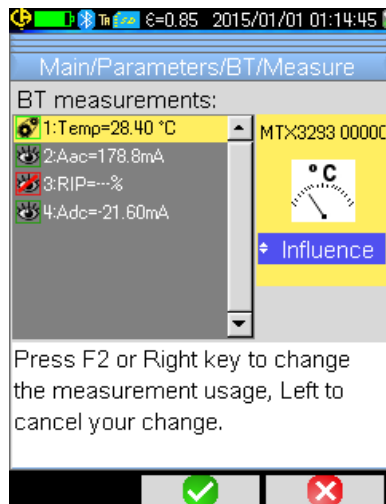 ε=0.85 2015/01/01 01:14:45
Main/Parameters/BT/Measure
BT measurements:
1:Temp=28.40 °C
2:Aac=178.8mA
3:RIP=---%
4:Adc=-21.60mA
MTX3293 00000
° C
Influence
Press F2 or Right key to change
the measurement usage, Left to
cancel your change.